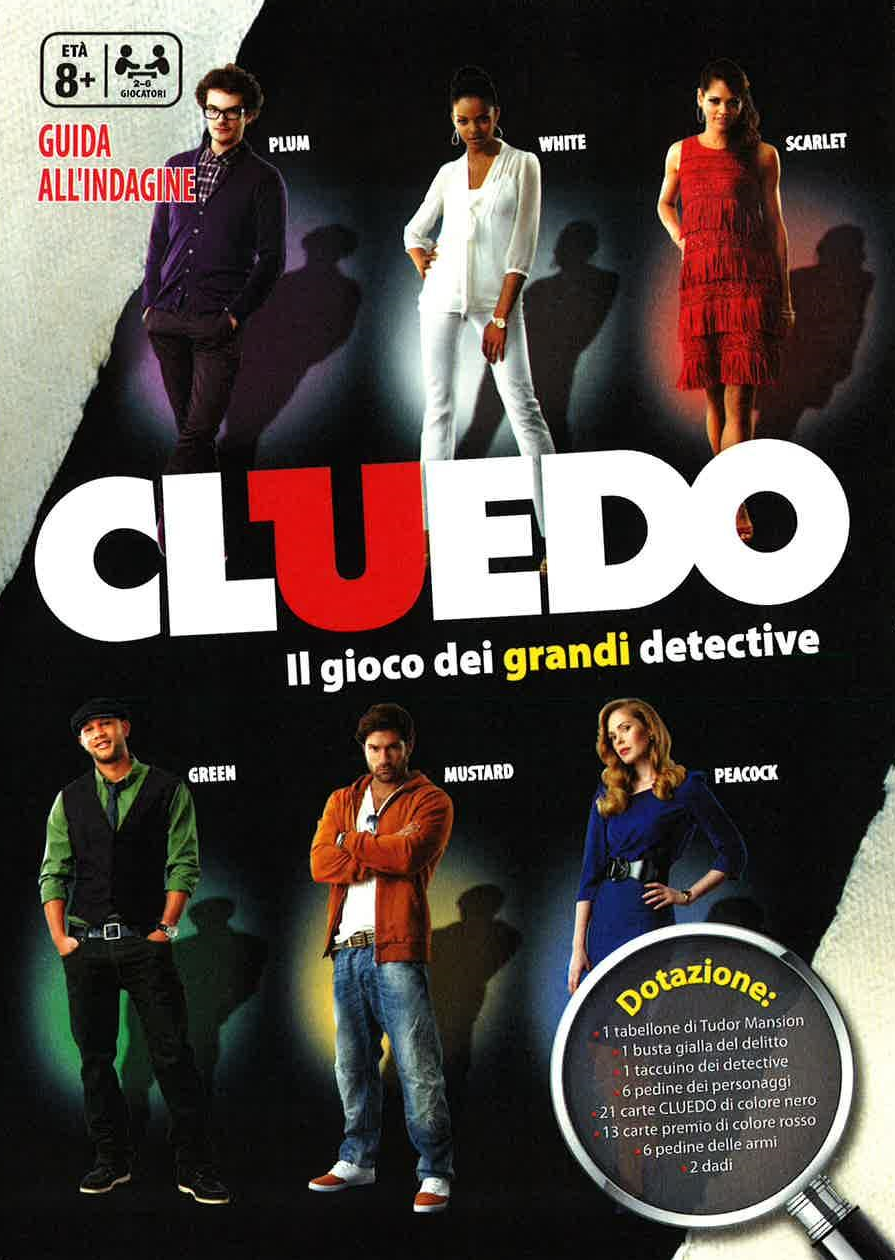 ETÀ
8+
2-6
GIOCATORI
GUIDA
ALL'INDAGINE
PLUM
WHITE
SCARLET
CLUEDO
Il gioco dei grandi detective
GREEN
MUSTARD
PEACOCK
Dotazione:
• 1 tabellone di Tudor Mansion
• 1 busta gialla del delitto
• 1 taccuino dei detective
• 6 pedine dei personaggi
• 21 carte CLUEDO di colore nero
• 13 carte premio di colore rosso
• 6 pedine delle armi
• 2 dadi